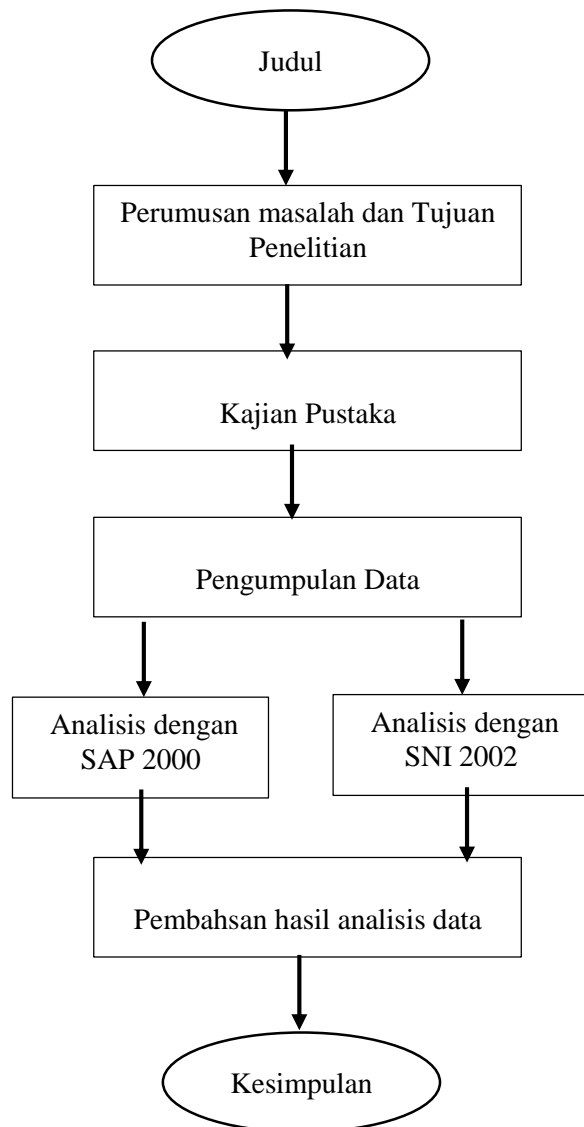 Judul
Perumusan masalah dan Tujuan
Penelitian
Kajian Pustaka
Pengumpulan Data
Analisis dengan
SAP 2000
Analisis dengan
SNI 2002
Pembahsan hasil analisis data
Kesimpulan